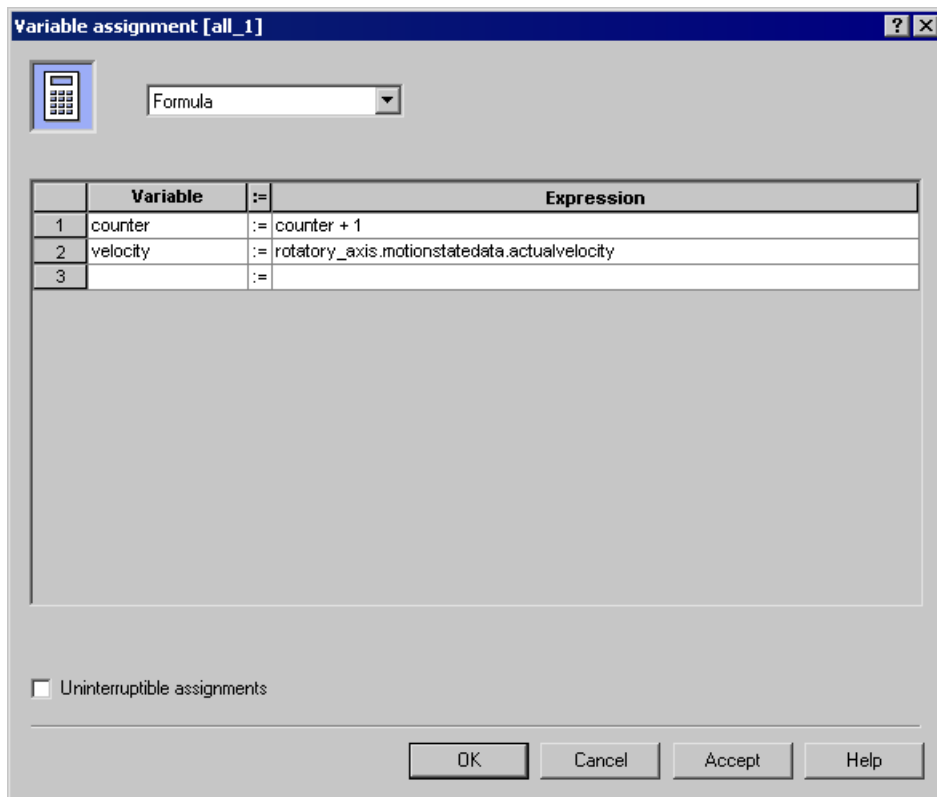 Variable assignment [all_1]
Formula
Variable := Expression
1 counter := counter + 1
2 velocity := rotatory_axis.motionstatedata.actualvelocity
3 :=
Uninterruptible assignments
OK Cancel Accept Help